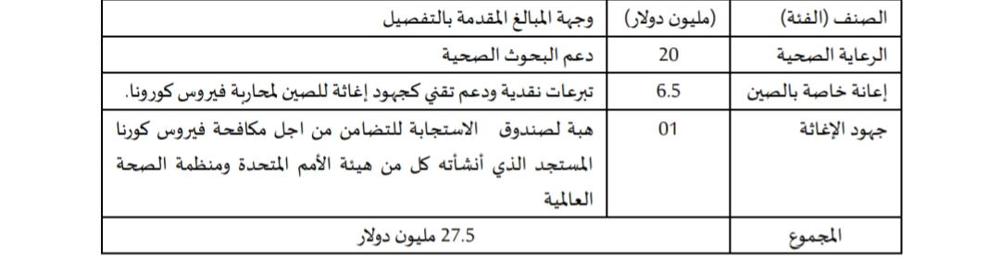 الصنف (الفئة) (مليون دولار) وجهة المبالغ المقدمة بالتفصيل
الرعاية الصحية 20 دعم البحوث الصحية
إعانة خاصة بالصين 6.5 تبرعات نقدية ودعم تقني كجهود إغاثة للصين لمحاربة فيروس كورونا.
جهود الإغاثة 01 هبة لصندوق الاستجابة للتضامن من اجل مكافحة فيروس كورنا
المستجد الذي أنشأته كل من هيئة الأمم المتحدة ومنظمة الصحة
العالمية
المجموع 27.5 مليون دولار